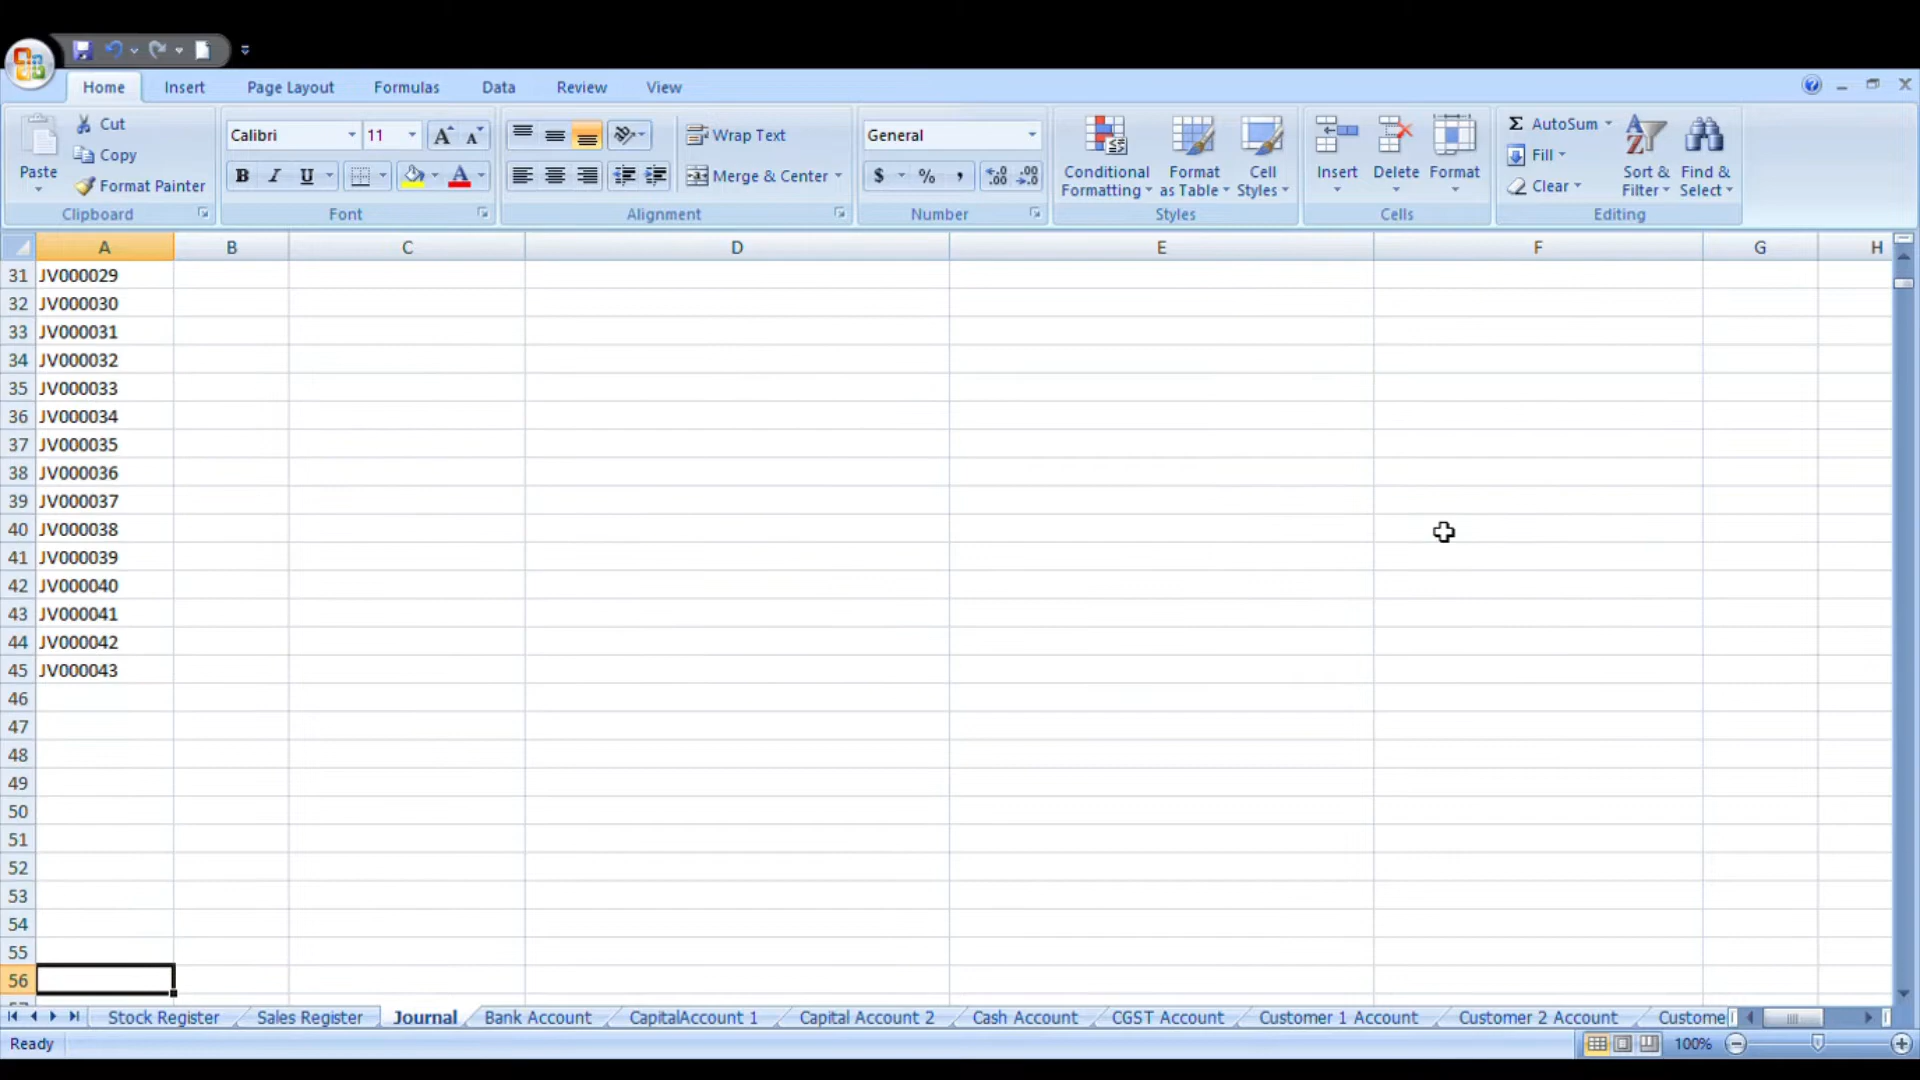 Home Insert Page Layout Formulas Data Review View
Paste
Cut
Copy
Format Painter
Clipboard
Calibri 11
B I U
Font
Wrap Text
Merge & Center
Alignment
General
$ % ,
Number
Conditional Formatting
Format as Table
Cell Styles
Styles
Insert Delete Format
Cells
Σ AutoSum
Fill
Clear
Sort & Filter
Find & Select
Editing
A B C D E F G H
31 JV000029
32 JV000030
33 JV000031
34 JV000032
35 JV000033
36 JV000034
37 JV000035
38 JV000036
39 JV000037
40 JV000038
41 JV000039
42 JV000040
43 JV000041
44 JV000042
45 JV000043
46
47
48
49
50
51
52
53
54
55
56
Stock Register Sales Register Journal Bank Account CapitalAccount 1 Capital Account 2 Cash Account CGST Account Customer 1 Account Customer 2 Account Custome
Ready 100%